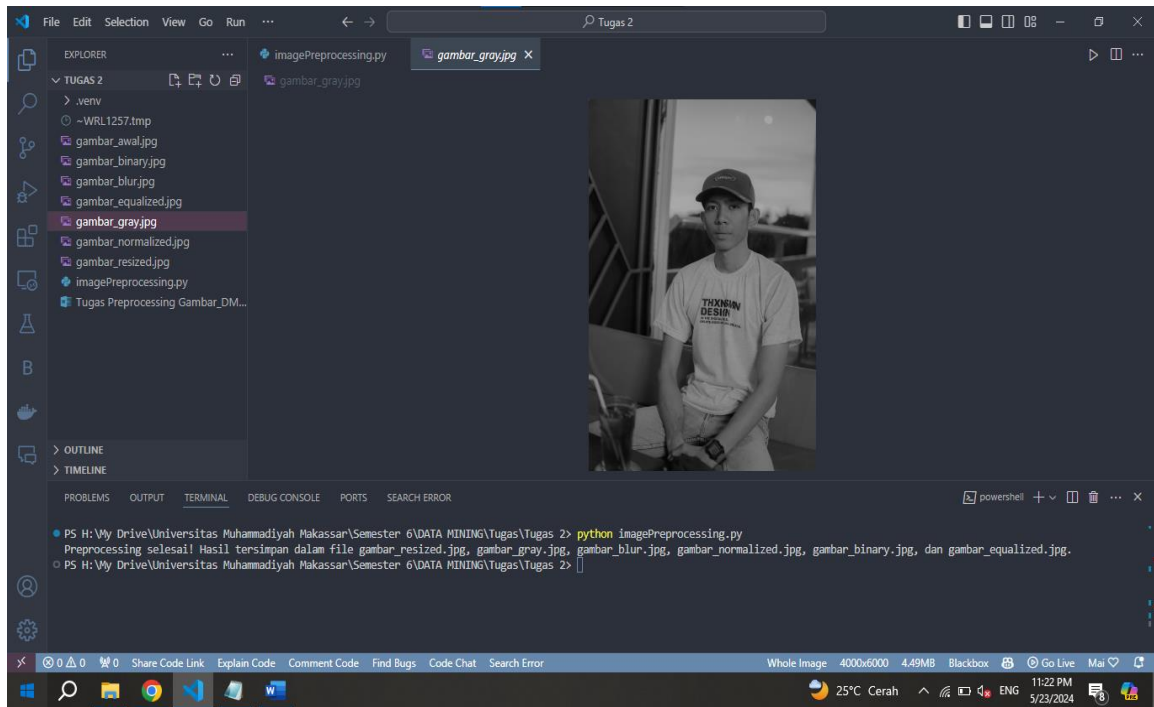 File Edit Selection View Go Run ··· Tugas 2
EXPLORER ···
TUGAS 2
.venv
~WRL1257.tmp
gambar_awal.jpg
gambar_binary.jpg
gambar_blur.jpg
gambar_equalized.jpg
gambar_gray.jpg
gambar_normalized.jpg
gambar_resized.jpg
imagePreprocessing.py
Tugas Preprocessing Gambar_DM...
OUTLINE
TIMELINE
imagePreprocessing.py gambar_gray.jpg
gambar_gray.jpg
DESIGN
PROBLEMS OUTPUT TERMINAL DEBUG CONSOLE PORTS SEARCH ERROR powershell
PS H:\My Drive\Universitas Muhammadiyah Makassar\Semester 6\DATA MINING\Tugas\Tugas 2> python imagePreprocessing.py
Preprocessing selesai! Hasil tersimpan dalam file gambar_resized.jpg, gambar_gray.jpg, gambar_blur.jpg, gambar_normalized.jpg, gambar_binary.jpg, dan gambar_equalized.jpg.
PS H:\My Drive\Universitas Muhammadiyah Makassar\Semester 6\DATA MINING\Tugas\Tugas 2>
0 0 0 Share Code Link Explain Code Comment Code Find Bugs Code Chat Search Error Whole Image 4000x6000 4.49MB Blackbox Go Live Mai
25°C Cerah ENG 11:22 PM
5/23/2024 8